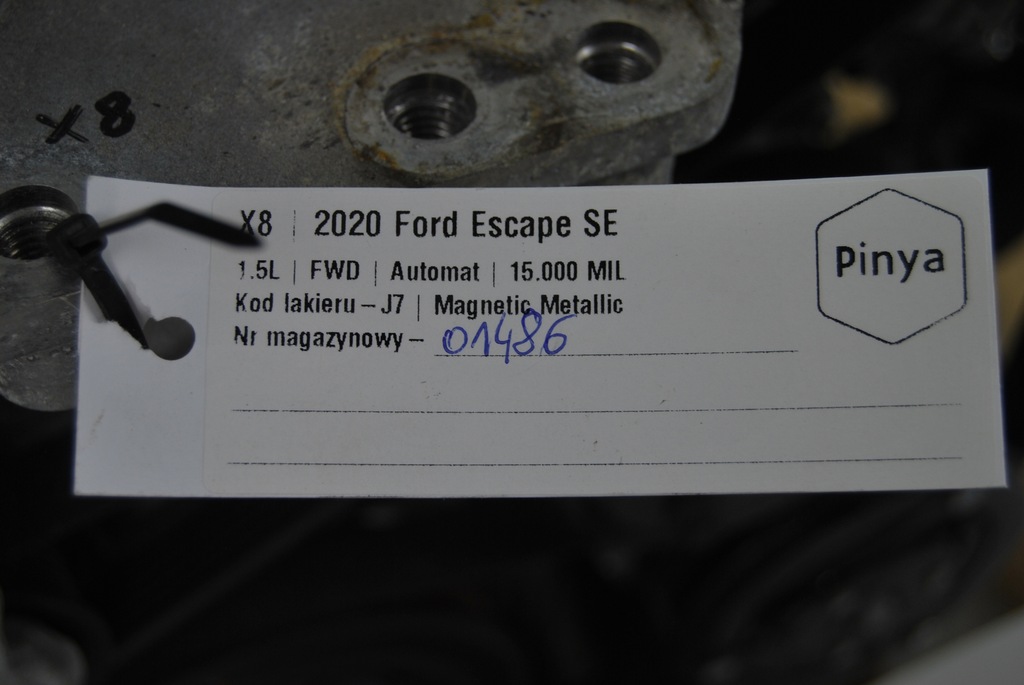 X8
X8 | 2020 Ford Escape SE
1.5L | FWD | Automat | 15.000 MIL
Kod lakieru – J7 | Magnetic Metallic
Nr magazynowy – 01486
Pinya